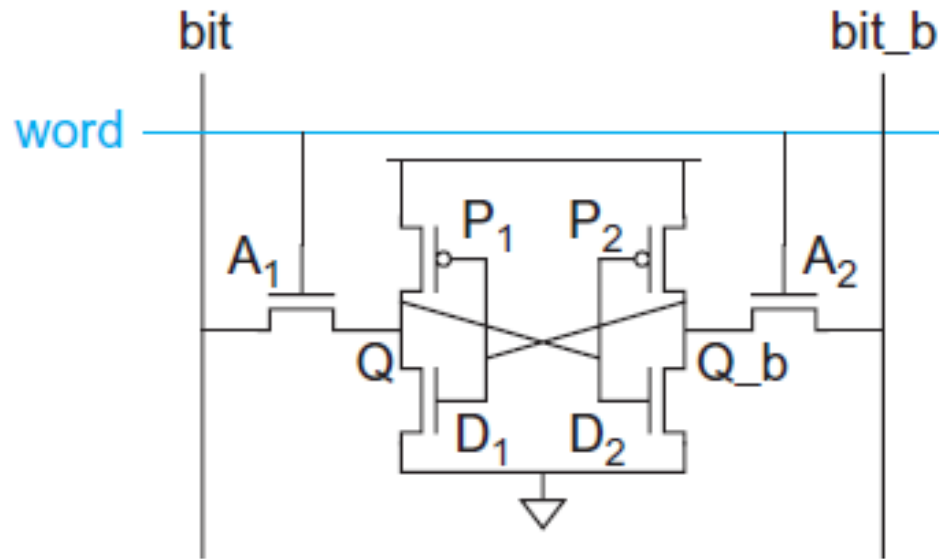 bit bit_b
word
P₁ P₂
A₁ A₂
Q Q_b
D₁ D₂